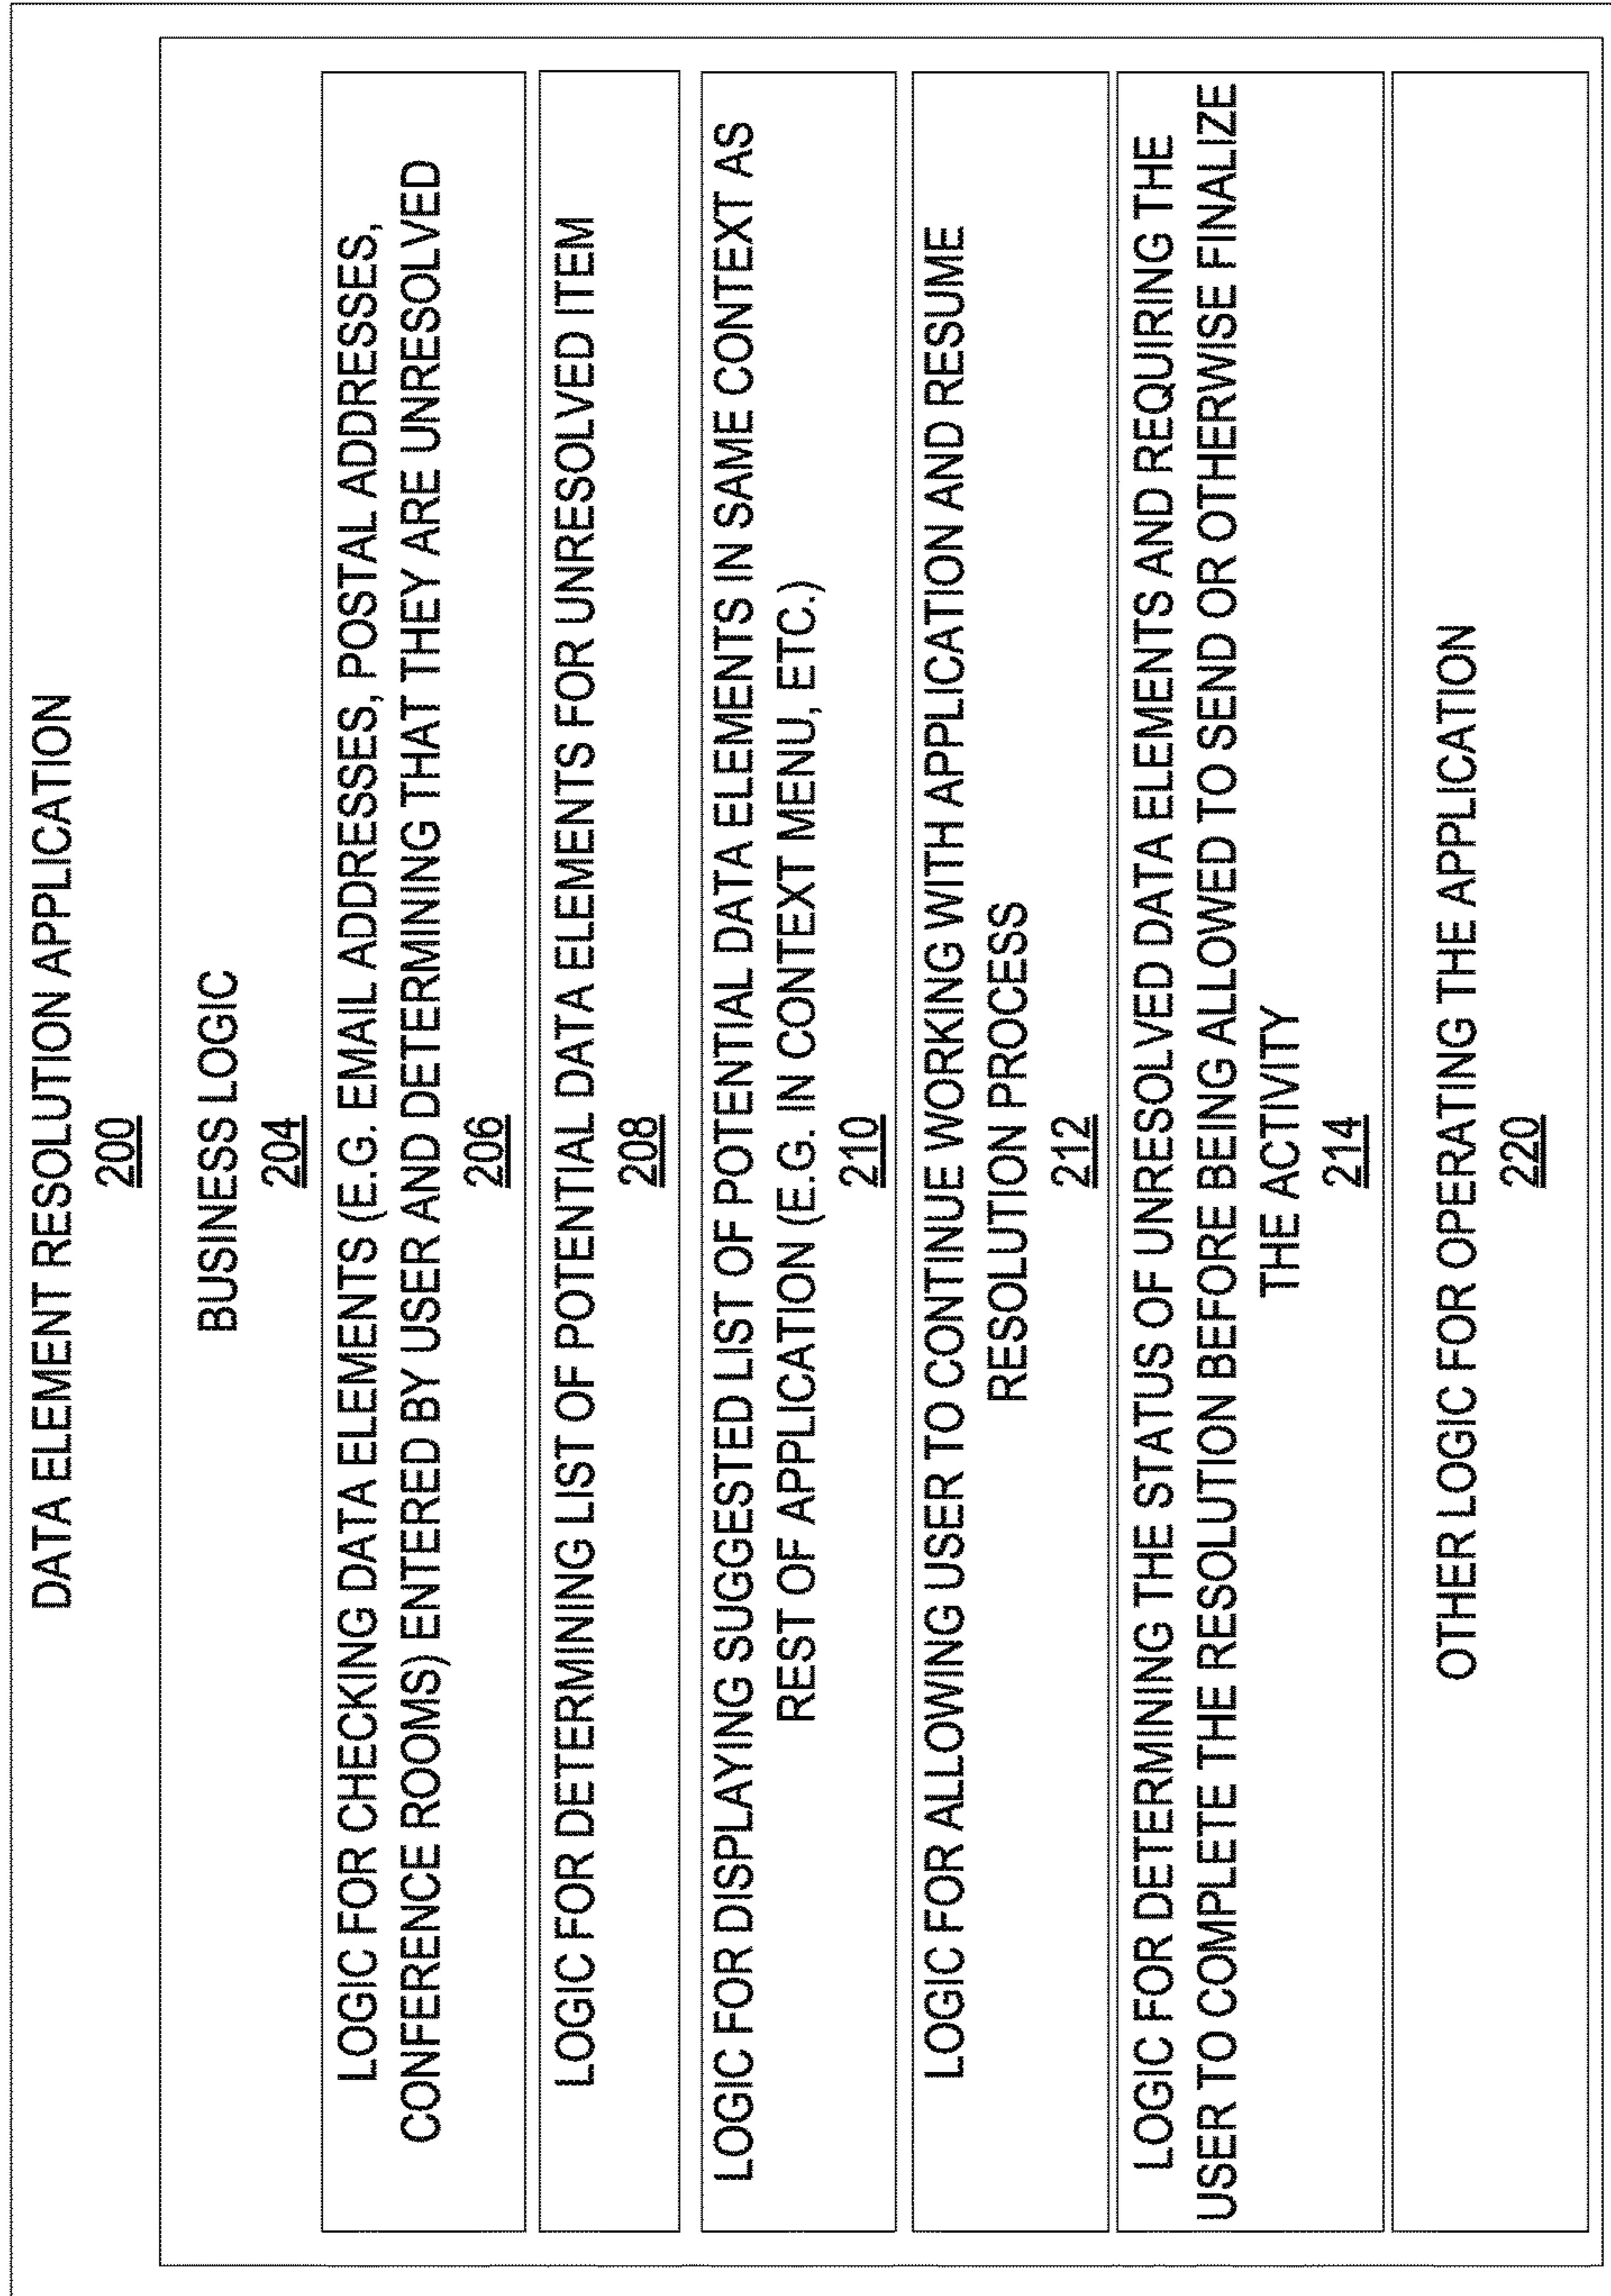 DATA ELEMENT RESOLUTION APPLICATION
200
BUSINESS LOGIC
204
LOGIC FOR CHECKING DATA ELEMENTS (E.G. EMAIL ADDRESSES, POSTAL ADDRESSES,
CONFERENCE ROOMS) ENTERED BY USER AND DETERMINING THAT THEY ARE UNRESOLVED
206
LOGIC FOR DETERMINING LIST OF POTENTIAL DATA ELEMENTS FOR UNRESOLVED ITEM
208
LOGIC FOR DISPLAYING SUGGESTED LIST OF POTENTIAL DATA ELEMENTS IN SAME CONTEXT AS
REST OF APPLICATION (E.G. IN CONTEXT MENU, ETC.)
210
LOGIC FOR ALLOWING USER TO CONTINUE WORKING WITH APPLICATION AND RESUME
RESOLUTION PROCESS
212
LOGIC FOR DETERMINING THE STATUS OF UNRESOLVED DATA ELEMENTS AND REQUIRING THE
USER TO COMPLETE THE RESOLUTION BEFORE BEING ALLOWED TO SEND OR OTHERWISE FINALIZE
THE ACTIVITY
214
OTHER LOGIC FOR OPERATING THE APPLICATION
220